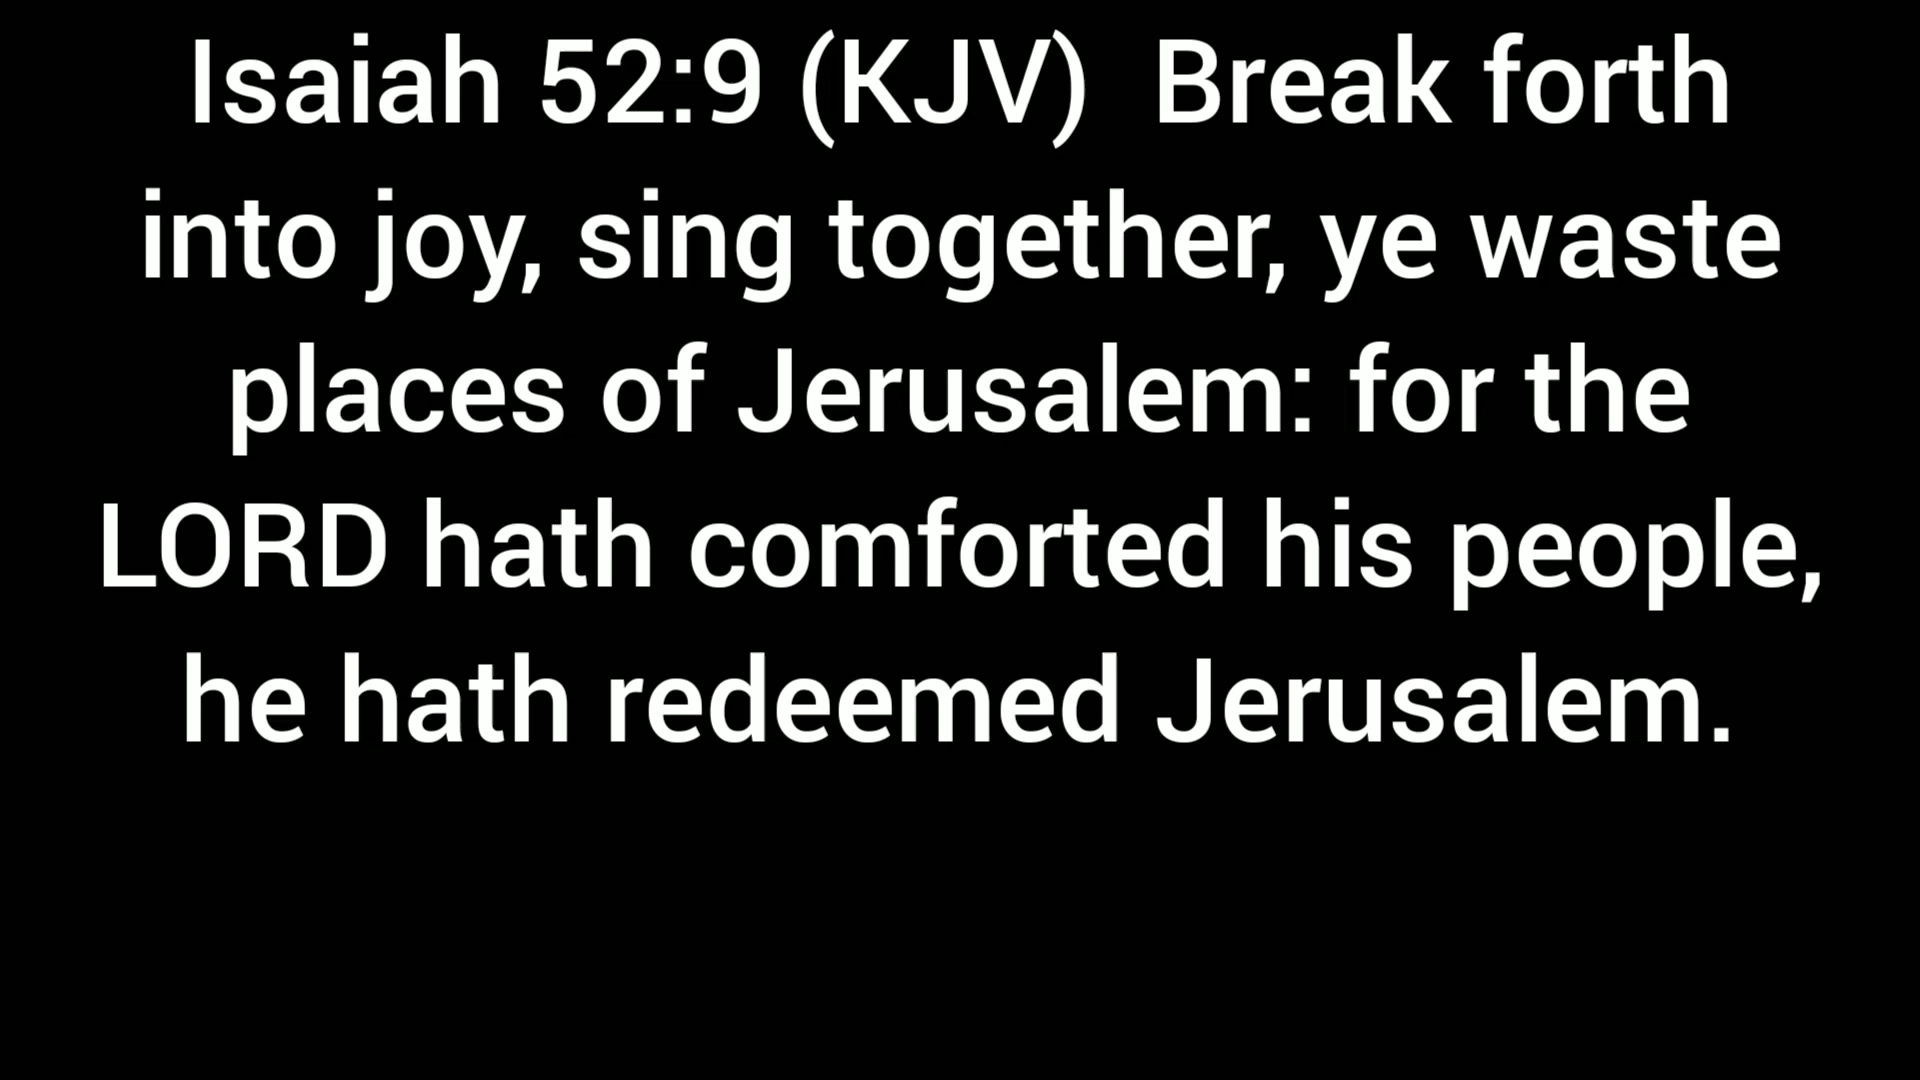 Isaiah 52:9 (KJV)  Break forth
into joy, sing together, ye waste
places of Jerusalem: for the
LORD hath comforted his people,
he hath redeemed Jerusalem.